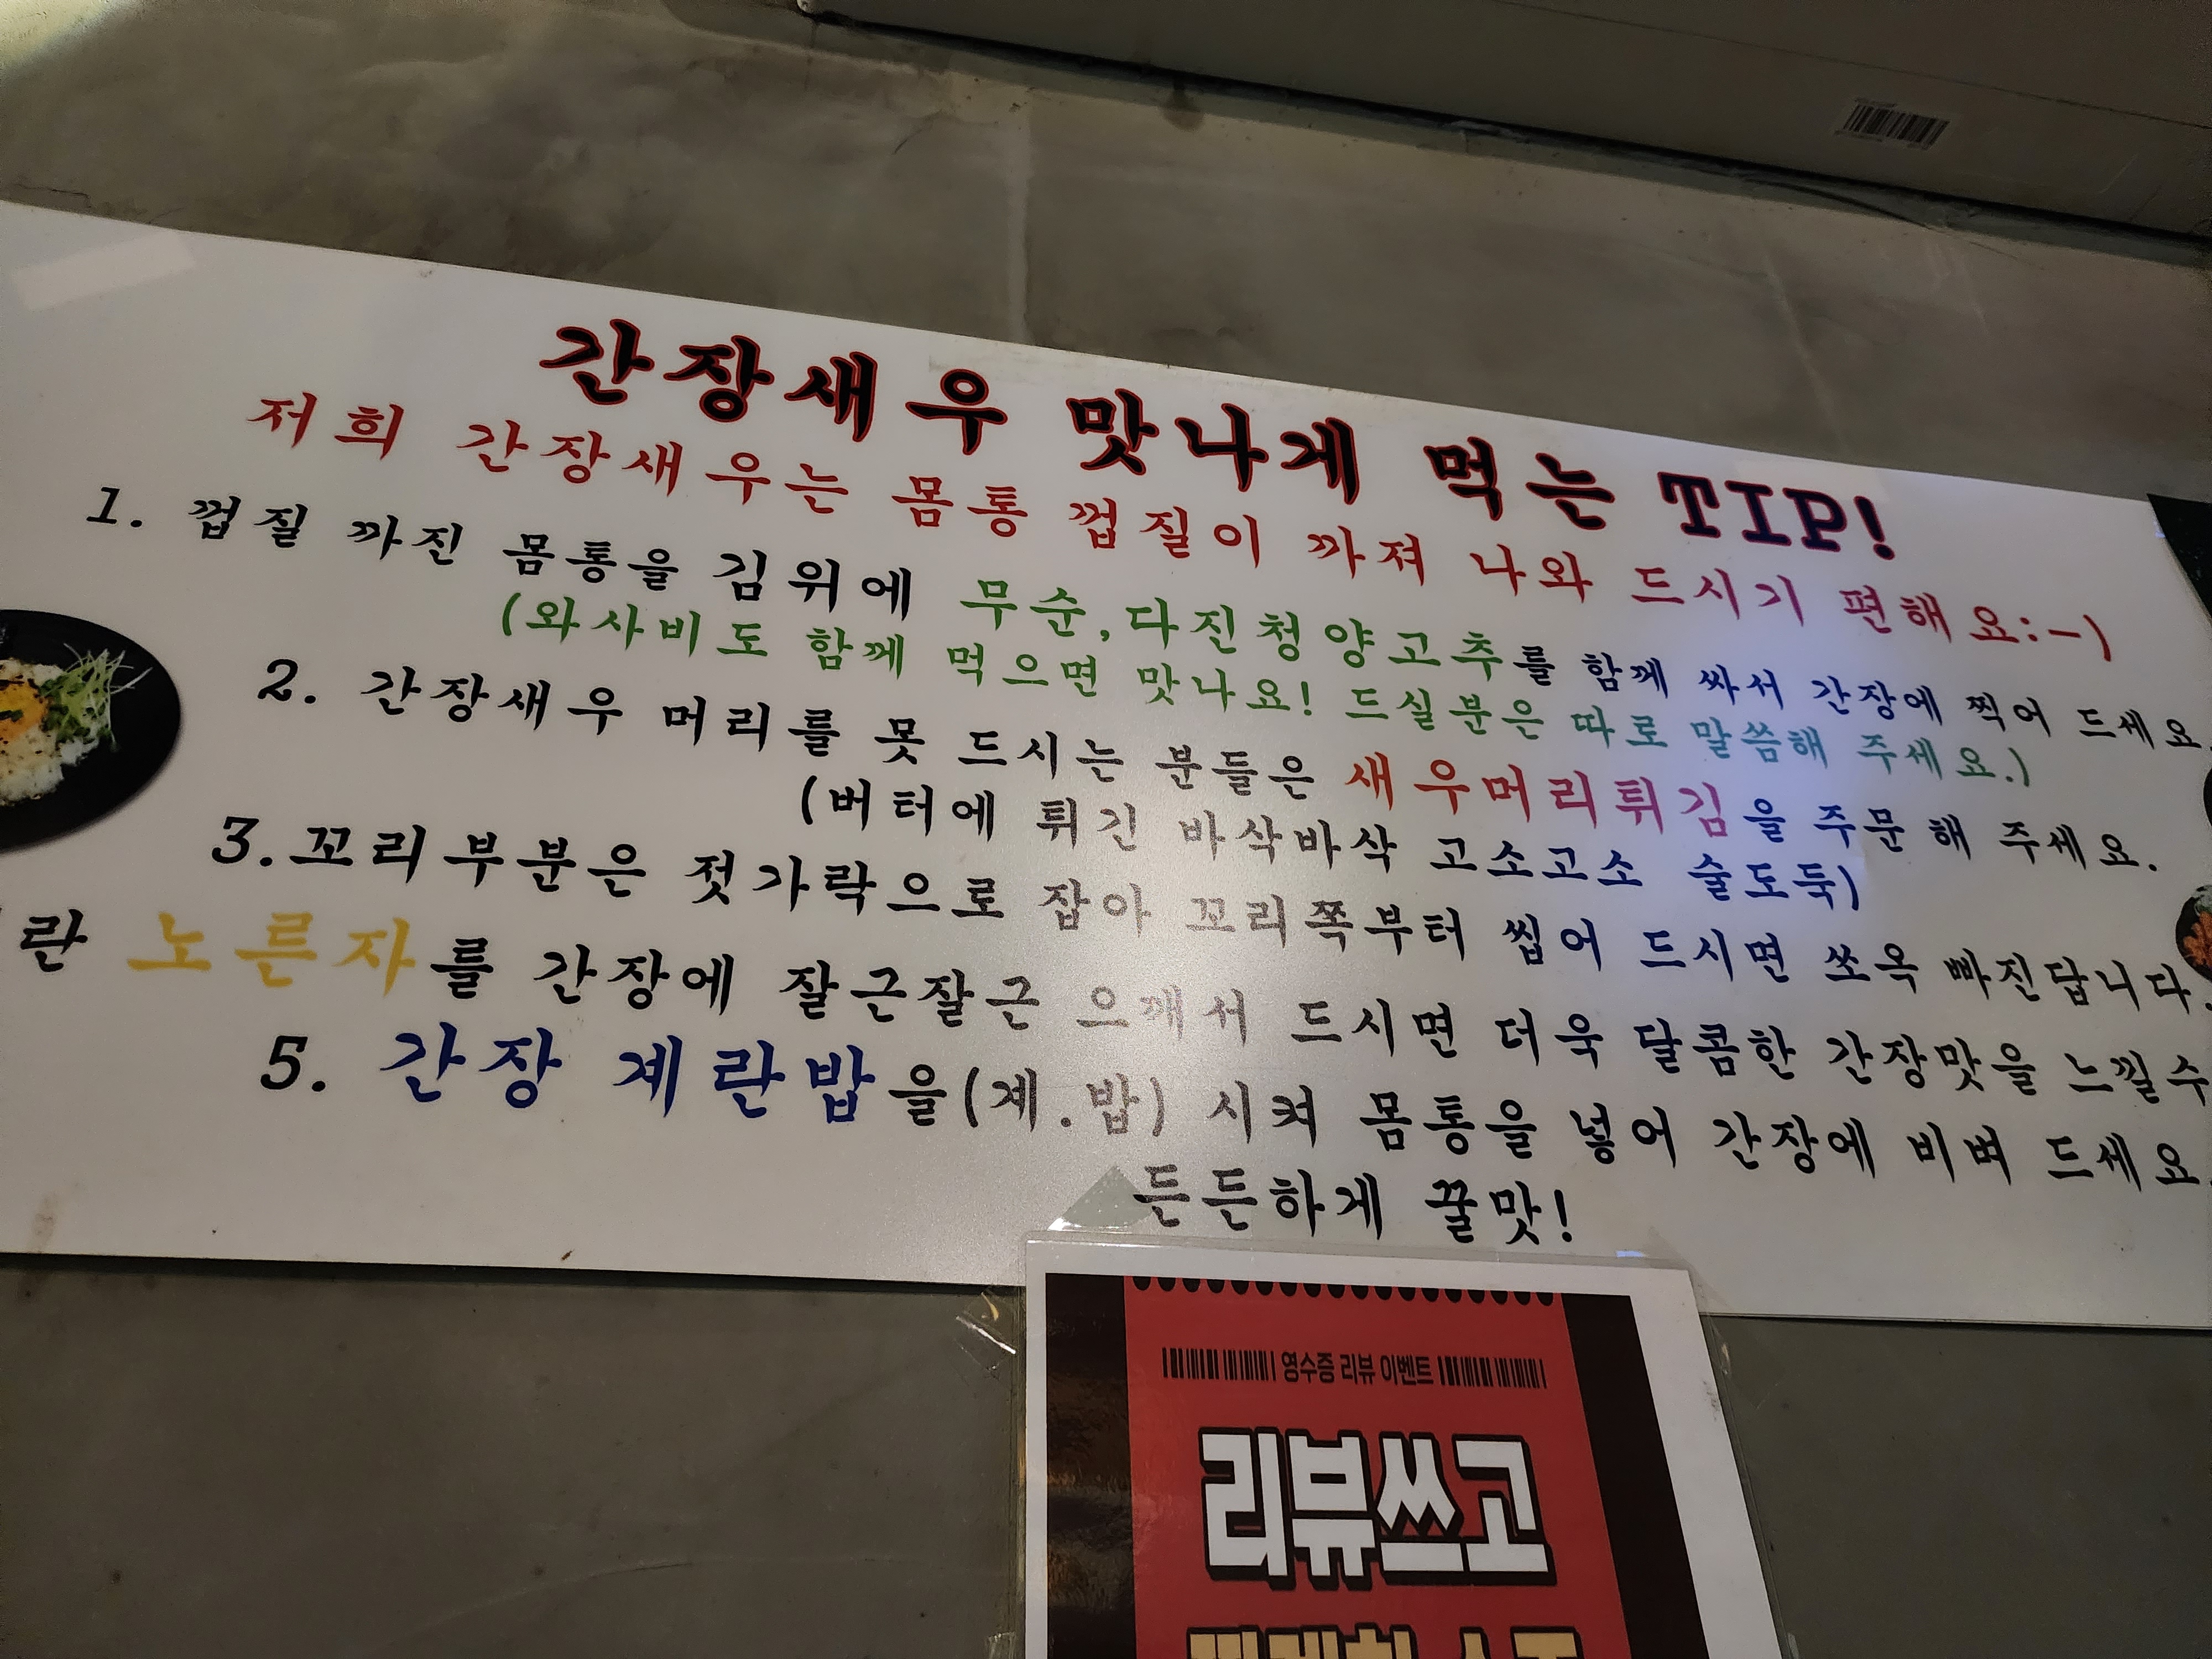 간장새우 맛나게 먹는 TIP!
저희 간장새우는 몸통 껍질이 까져 나와 드시기 편해요:-)
1. 껍질 까진 몸통을 김위에 무순,다진청양고추를 함께 싸서 간장에 찍어 드세요.
(와사비도 함께 먹으면 맛나요! 드실분은 따로 말씀해 주세요.)
2. 간장새우 머리를 못 드시는 분들은 새우머리튀김을 주문 해 주세요.
(버터에 튀긴 바삭바삭 고소고소 술도둑)
3.꼬리부분은 젓가락으로 잡아 꼬리쪽부터 씹어 드시면 쏘옥 빠진답니다.
란 노른자를 간장에 잘근잘근 으깨서 드시면 더욱 달콤한 간장맛을 느낄수
5. 간장 계란밥을(계.밥) 시켜 몸통을 넣어 간장에 비벼 드세요
든든하게 꿀맛!
영수증 리뷰 이벤트
리뷰쓰고